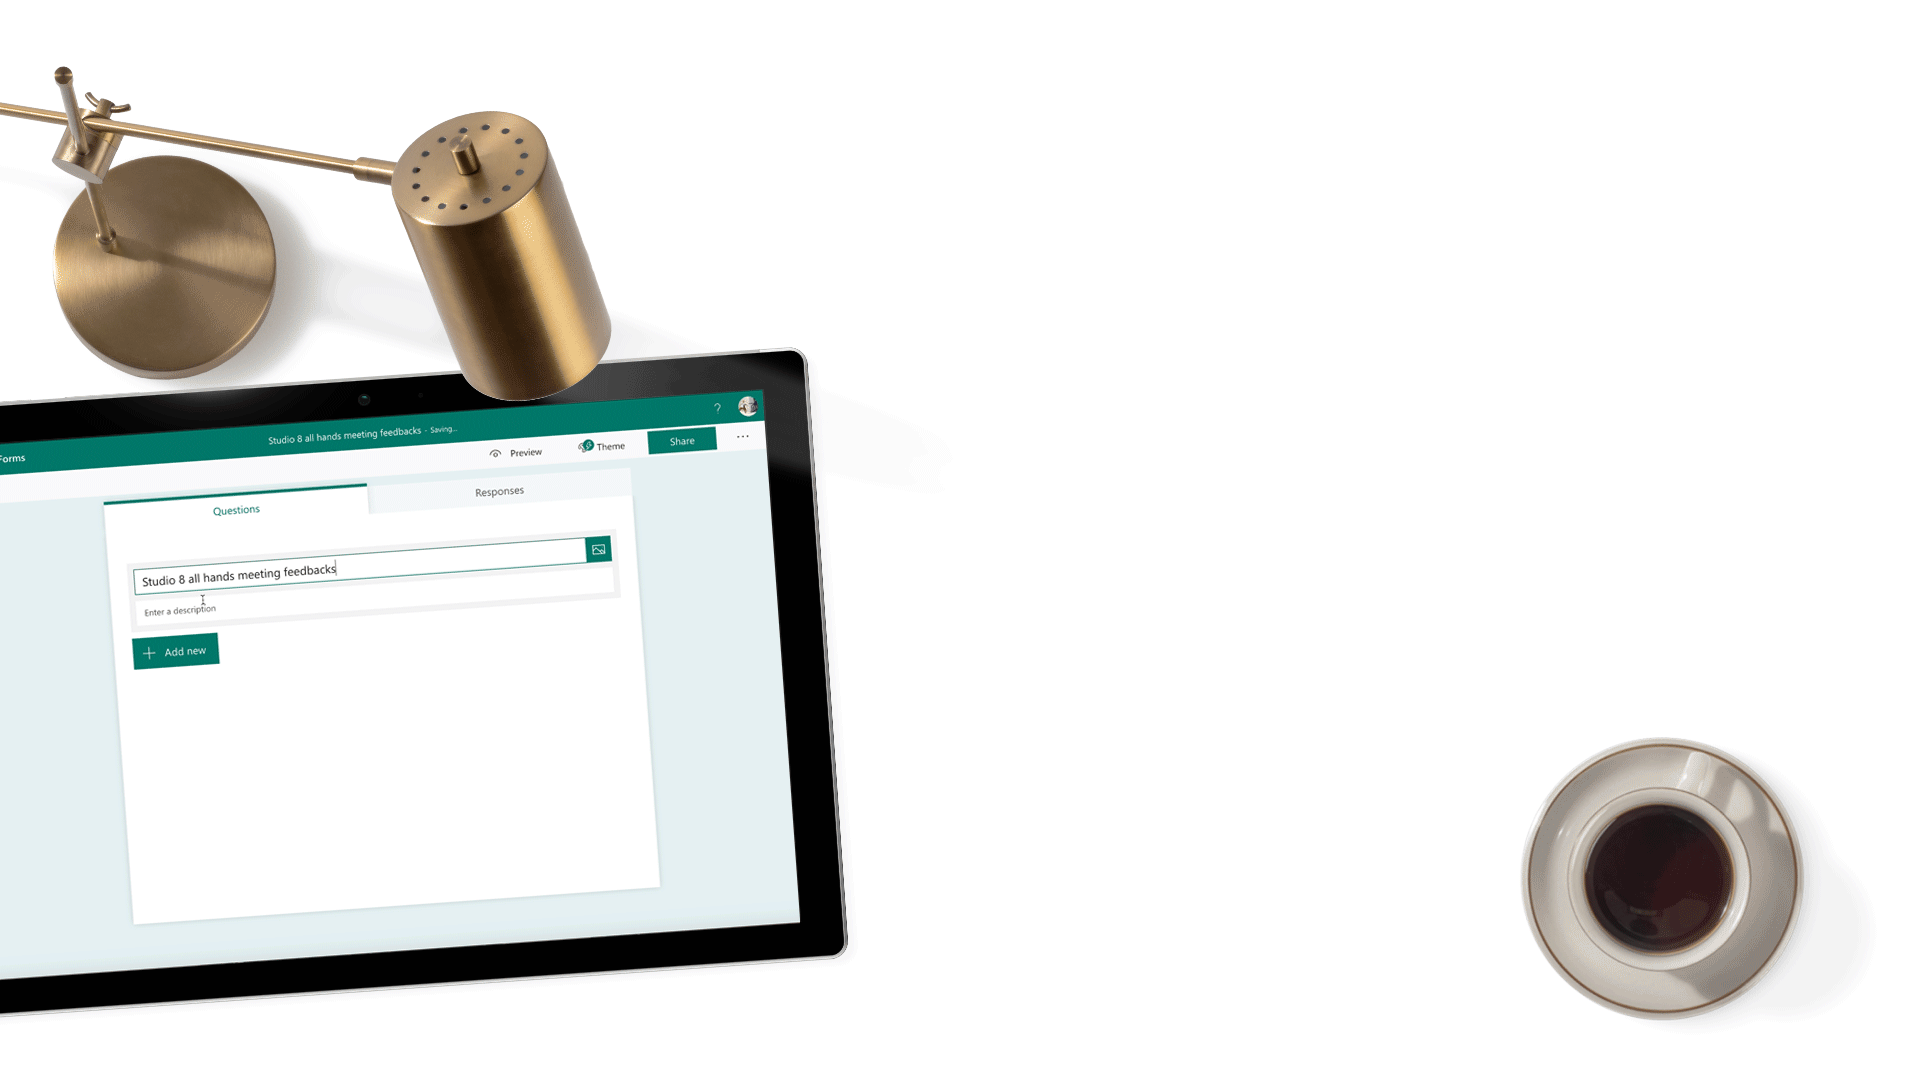 Forms
Studio 8 all hands meeting feedbacks - Saving...
?
Preview
Theme
Share
...
Questions
Responses
Studio 8 all hands meeting feedbacks
Enter a description
+ Add new